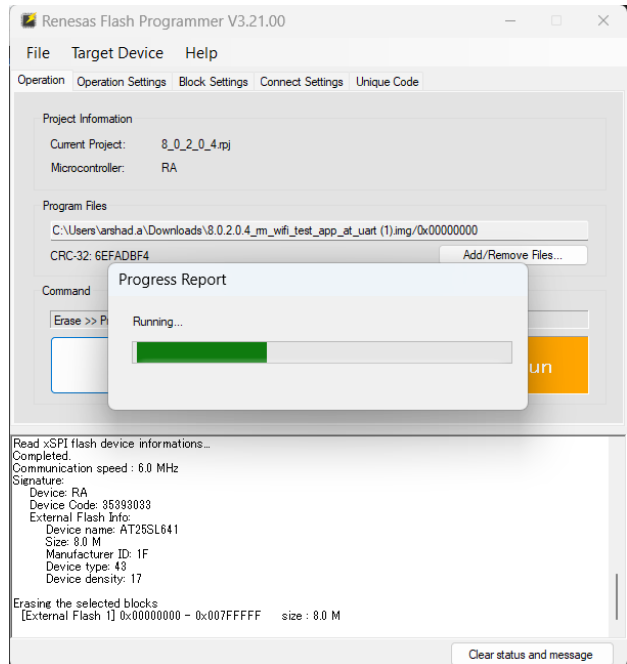 Renesas Flash Programmer V3.21.00
File Target Device Help
Operation Operation Settings Block Settings Connect Settings Unique Code
Project Information
Current Project: 8_0_2_0_4.rpj
Microcontroller: RA
Program Files
C:\Users\arshad.a\Downloads\8.0.2.0.4_rm_wifi_test_app_at_uart (1).img/0x00000000
CRC-32: 6EFADBF4 Add/Remove Files...
Command
Erase >> P
Progress Report
Running...
un
Read xSPI flash device informations...
Completed.
Communication speed : 6.0 MHz
Signature:
Device: RA
Device Code: 35393033
External Flash Info:
Device name: AT25SL641
Size: 8.0 M
Manufacturer ID: 1F
Device type: 43
Device density: 17
Erasing the selected blocks
[External Flash 1] 0x00000000 - 0x007FFFFF size : 8.0 M
Clear status and message